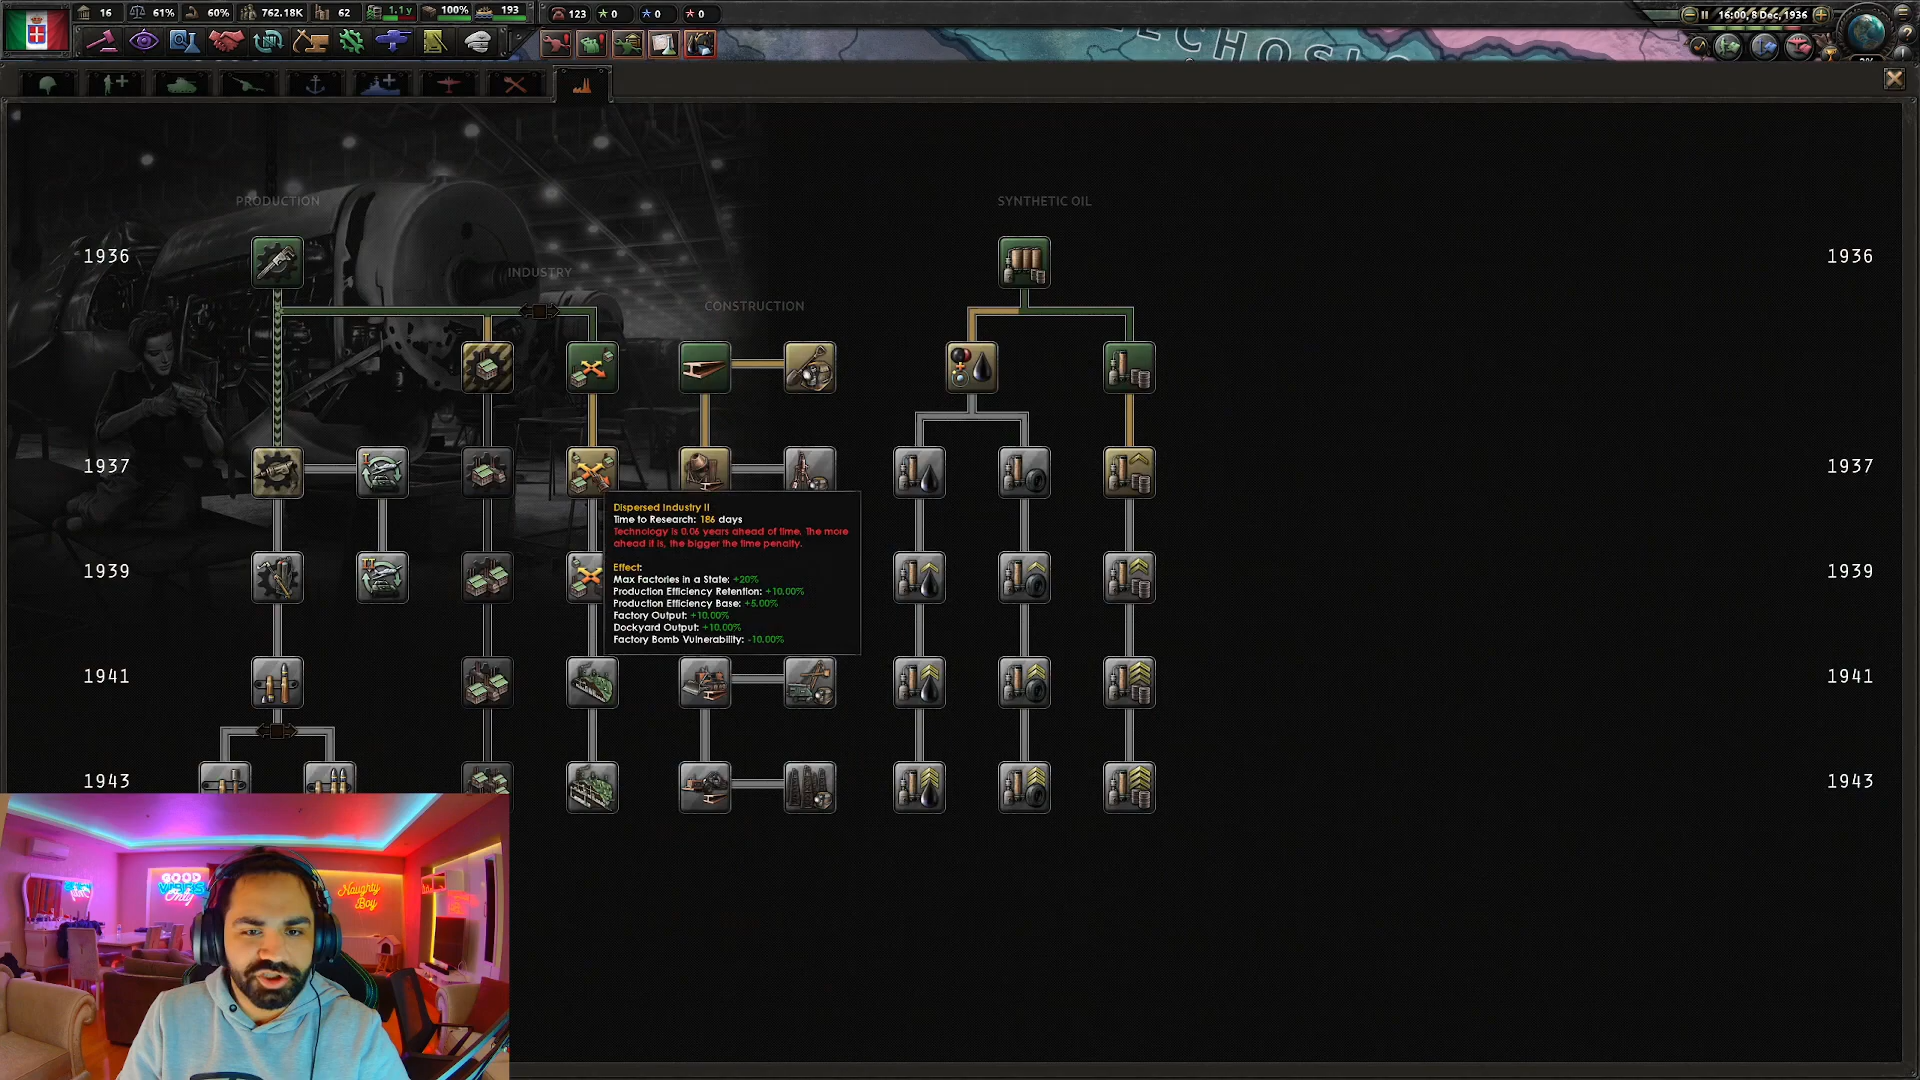 16
61%
60%
762.18K
62
1.1y
100%
193
123
0
0
0
16:00, 8 Dec, 1936
PRODUCTION
SYNTHETIC OIL
1936
1936
INDUSTRY
CONSTRUCTION
1937
1937
Dispersed Industry II
Time to Research: 186 days
Technology is 0.06 years ahead of time. The more
ahead it is, the bigger the time penalty.
1939
1939
Effect:
Max Factories in a State: +20%
Production Efficiency Retention: +10.00%
Production Efficiency Base: +5.00%
Factory Output: +10.00%
Dockyard Output: +10.00%
Factory Bomb Vulnerability: -10.00%
1941
1941
1943
1943
GOOD
VIBES
Only
Naughty
Boy